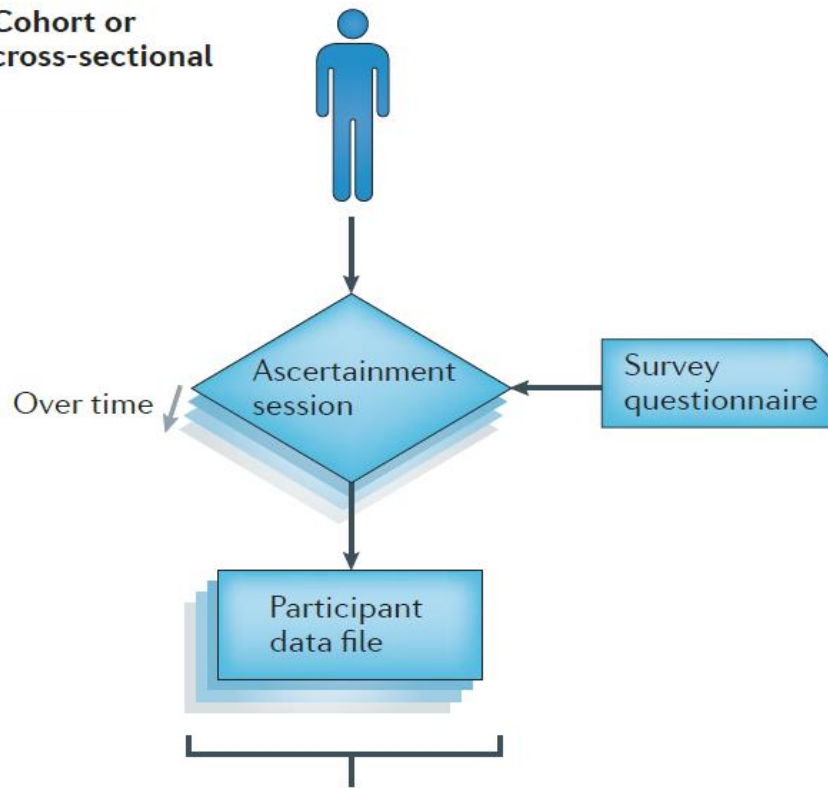 Cohort or
cross-sectional
Ascertainment
session
Survey
questionnaire
Over time
Participant
data file